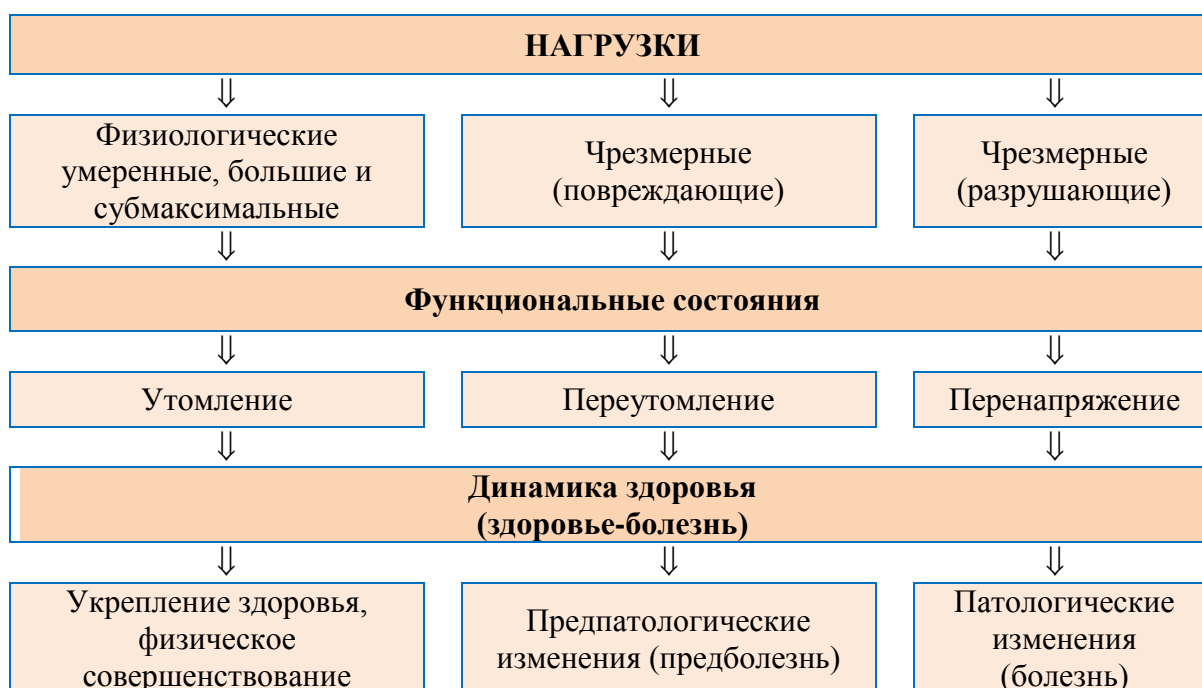 НАГРУЗКИ
⇓ ⇓ ⇓
Физиологические
умеренные, большие и
субмаксимальные
Чрезмерные
(повреждающие)
Чрезмерные
(разрушающие)
⇓ ⇓ ⇓
Функциональные состояния
⇓ ⇓ ⇓
Утомление
Переутомление
Перенапряжение
⇓ ⇓ ⇓
Динамика здоровья
(здоровье-болезнь)
⇓ ⇓ ⇓
Укрепление здоровья,
физическое
совершенствование
Предпатологические
изменения (предболезнь)
Патологические
изменения
(болезнь)